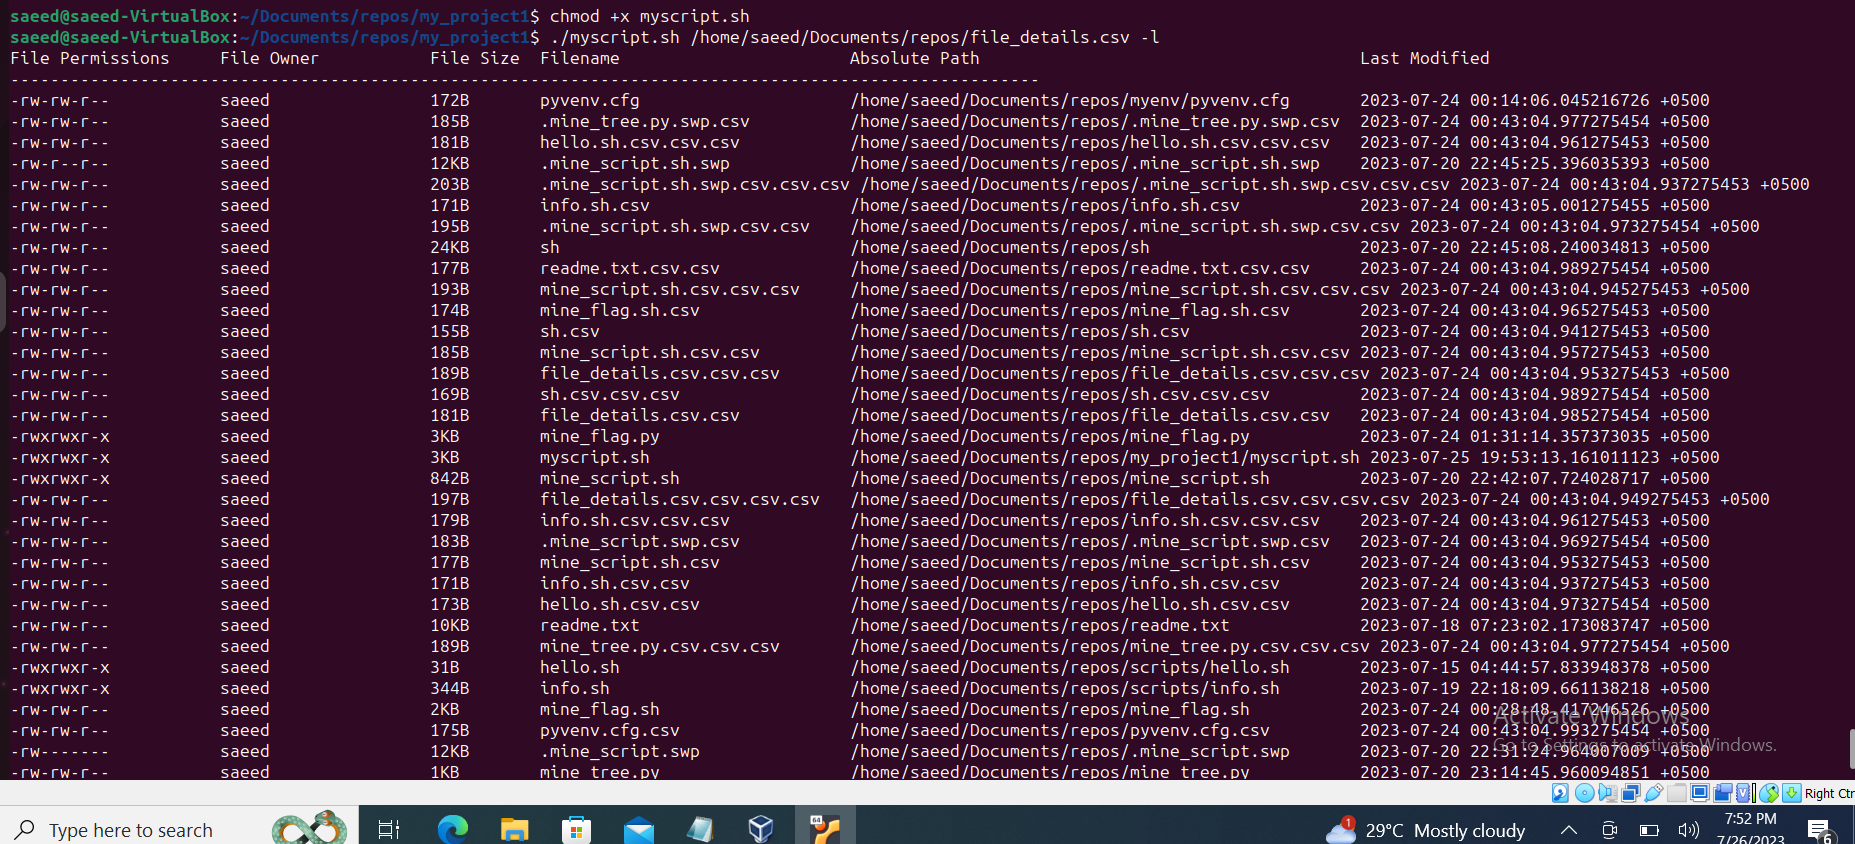 saeed@saeed-VirtualBox:~/Documents/repos/my_project1$ chmod +x myscript.sh
saeed@saeed-VirtualBox:~/Documents/repos/my_project1$ ./myscript.sh /home/saeed/Documents/repos/file_details.csv -l
File Permissions File Owner File Size Filename Absolute Path Last Modified
-------------------------------------------------------------------------------------------------------
-rw-rw-r-- saeed 172B pyvenv.cfg /home/saeed/Documents/repos/myenv/pyvenv.cfg 2023-07-24 00:14:06.045216726 +0500
-rw-rw-r-- saeed 185B .mine_tree.py.swp.csv /home/saeed/Documents/repos/.mine_tree.py.swp.csv 2023-07-24 00:43:04.977275454 +0500
-rw-rw-r-- saeed 181B hello.sh.csv.csv.csv /home/saeed/Documents/repos/hello.sh.csv.csv.csv 2023-07-24 00:43:04.961275453 +0500
-rw-r--r-- saeed 12KB .mine_script.sh.swp /home/saeed/Documents/repos/.mine_script.sh.swp 2023-07-20 22:45:25.396035393 +0500
-rw-rw-r-- saeed 203B .mine_script.sh.swp.csv.csv.csv /home/saeed/Documents/repos/.mine_script.sh.swp.csv.csv.csv 2023-07-24 00:43:04.937275453 +0500
-rw-rw-r-- saeed 171B info.sh.csv /home/saeed/Documents/repos/info.sh.csv 2023-07-24 00:43:05.001275455 +0500
-rw-rw-r-- saeed 195B .mine_script.sh.swp.csv.csv /home/saeed/Documents/repos/.mine_script.sh.swp.csv.csv 2023-07-24 00:43:04.973275454 +0500
-rw-rw-r-- saeed 24KB sh /home/saeed/Documents/repos/sh 2023-07-20 22:45:08.240034813 +0500
-rw-rw-r-- saeed 177B readme.txt.csv.csv /home/saeed/Documents/repos/readme.txt.csv.csv 2023-07-24 00:43:04.989275454 +0500
-rw-rw-r-- saeed 193B mine_script.sh.csv.csv.csv /home/saeed/Documents/repos/mine_script.sh.csv.csv.csv 2023-07-24 00:43:04.945275453 +0500
-rw-rw-r-- saeed 174B mine_flag.sh.csv /home/saeed/Documents/repos/mine_flag.sh.csv 2023-07-24 00:43:04.965275453 +0500
-rw-rw-r-- saeed 155B sh.csv /home/saeed/Documents/repos/sh.csv 2023-07-24 00:43:04.941275453 +0500
-rw-rw-r-- saeed 185B mine_script.sh.csv.csv /home/saeed/Documents/repos/mine_script.sh.csv.csv 2023-07-24 00:43:04.957275453 +0500
-rw-rw-r-- saeed 189B file_details.csv.csv.csv /home/saeed/Documents/repos/file_details.csv.csv.csv 2023-07-24 00:43:04.953275453 +0500
-rw-rw-r-- saeed 169B sh.csv.csv.csv /home/saeed/Documents/repos/sh.csv.csv.csv 2023-07-24 00:43:04.989275454 +0500
-rw-rw-r-- saeed 181B file_details.csv.csv /home/saeed/Documents/repos/file_details.csv.csv 2023-07-24 00:43:04.985275454 +0500
-rwxrwxr-x saeed 3KB mine_flag.py /home/saeed/Documents/repos/mine_flag.py 2023-07-24 01:31:14.357373035 +0500
-rwxrwxr-x saeed 3KB myscript.sh /home/saeed/Documents/repos/my_project1/myscript.sh 2023-07-25 19:53:13.161011123 +0500
-rwxrwxr-x saeed 842B mine_script.sh /home/saeed/Documents/repos/mine_script.sh 2023-07-20 22:42:07.724028717 +0500
-rw-rw-r-- saeed 197B file_details.csv.csv.csv.csv /home/saeed/Documents/repos/file_details.csv.csv.csv.csv 2023-07-24 00:43:04.949275453 +0500
-rw-rw-r-- saeed 179B info.sh.csv.csv.csv /home/saeed/Documents/repos/info.sh.csv.csv.csv 2023-07-24 00:43:04.961275453 +0500
-rw-rw-r-- saeed 183B .mine_script.swp.csv /home/saeed/Documents/repos/.mine_script.swp.csv 2023-07-24 00:43:04.969275454 +0500
-rw-rw-r-- saeed 177B mine_script.sh.csv /home/saeed/Documents/repos/mine_script.sh.csv 2023-07-24 00:43:04.953275453 +0500
-rw-rw-r-- saeed 171B info.sh.csv.csv /home/saeed/Documents/repos/info.sh.csv.csv 2023-07-24 00:43:04.937275453 +0500
-rw-rw-r-- saeed 173B hello.sh.csv.csv /home/saeed/Documents/repos/hello.sh.csv.csv 2023-07-24 00:43:04.973275454 +0500
-rw-rw-r-- saeed 10KB readme.txt /home/saeed/Documents/repos/readme.txt 2023-07-18 07:23:02.173083747 +0500
-rw-rw-r-- saeed 189B mine_tree.py.csv.csv.csv /home/saeed/Documents/repos/mine_tree.py.csv.csv.csv 2023-07-24 00:43:04.977275454 +0500
-rwxrwxr-x saeed 31B hello.sh /home/saeed/Documents/repos/scripts/hello.sh 2023-07-15 04:44:57.833948378 +0500
-rwxrwxr-x saeed 344B info.sh /home/saeed/Documents/repos/scripts/info.sh 2023-07-19 22:18:09.661138218 +0500
-rw-rw-r-- saeed 2KB mine_flag.sh /home/saeed/Documents/repos/mine_flag.sh 2023-07-24 00:28:48.417246526 +0500
Activate Windows
-rw-rw-r-- saeed 175B pyvenv.cfg.csv /home/saeed/Documents/repos/pyvenv.cfg.csv 2023-07-24 00:43:04.993275454 +0500
Go to Settings to activate Windows.
-rw------- saeed 12KB .mine_script.swp /home/saeed/Documents/repos/.mine_script.swp 2023-07-20 22:31:24.964007009 +0500
-rw-rw-r-- saeed 1KB mine_tree.py /home/saeed/Documents/repos/mine_tree.py 2023-07-20 23:14:45.960094851 +0500
Right Ctr
Type here to search
64
1
29°C Mostly cloudy
7:52 PM
7/26/2023
6